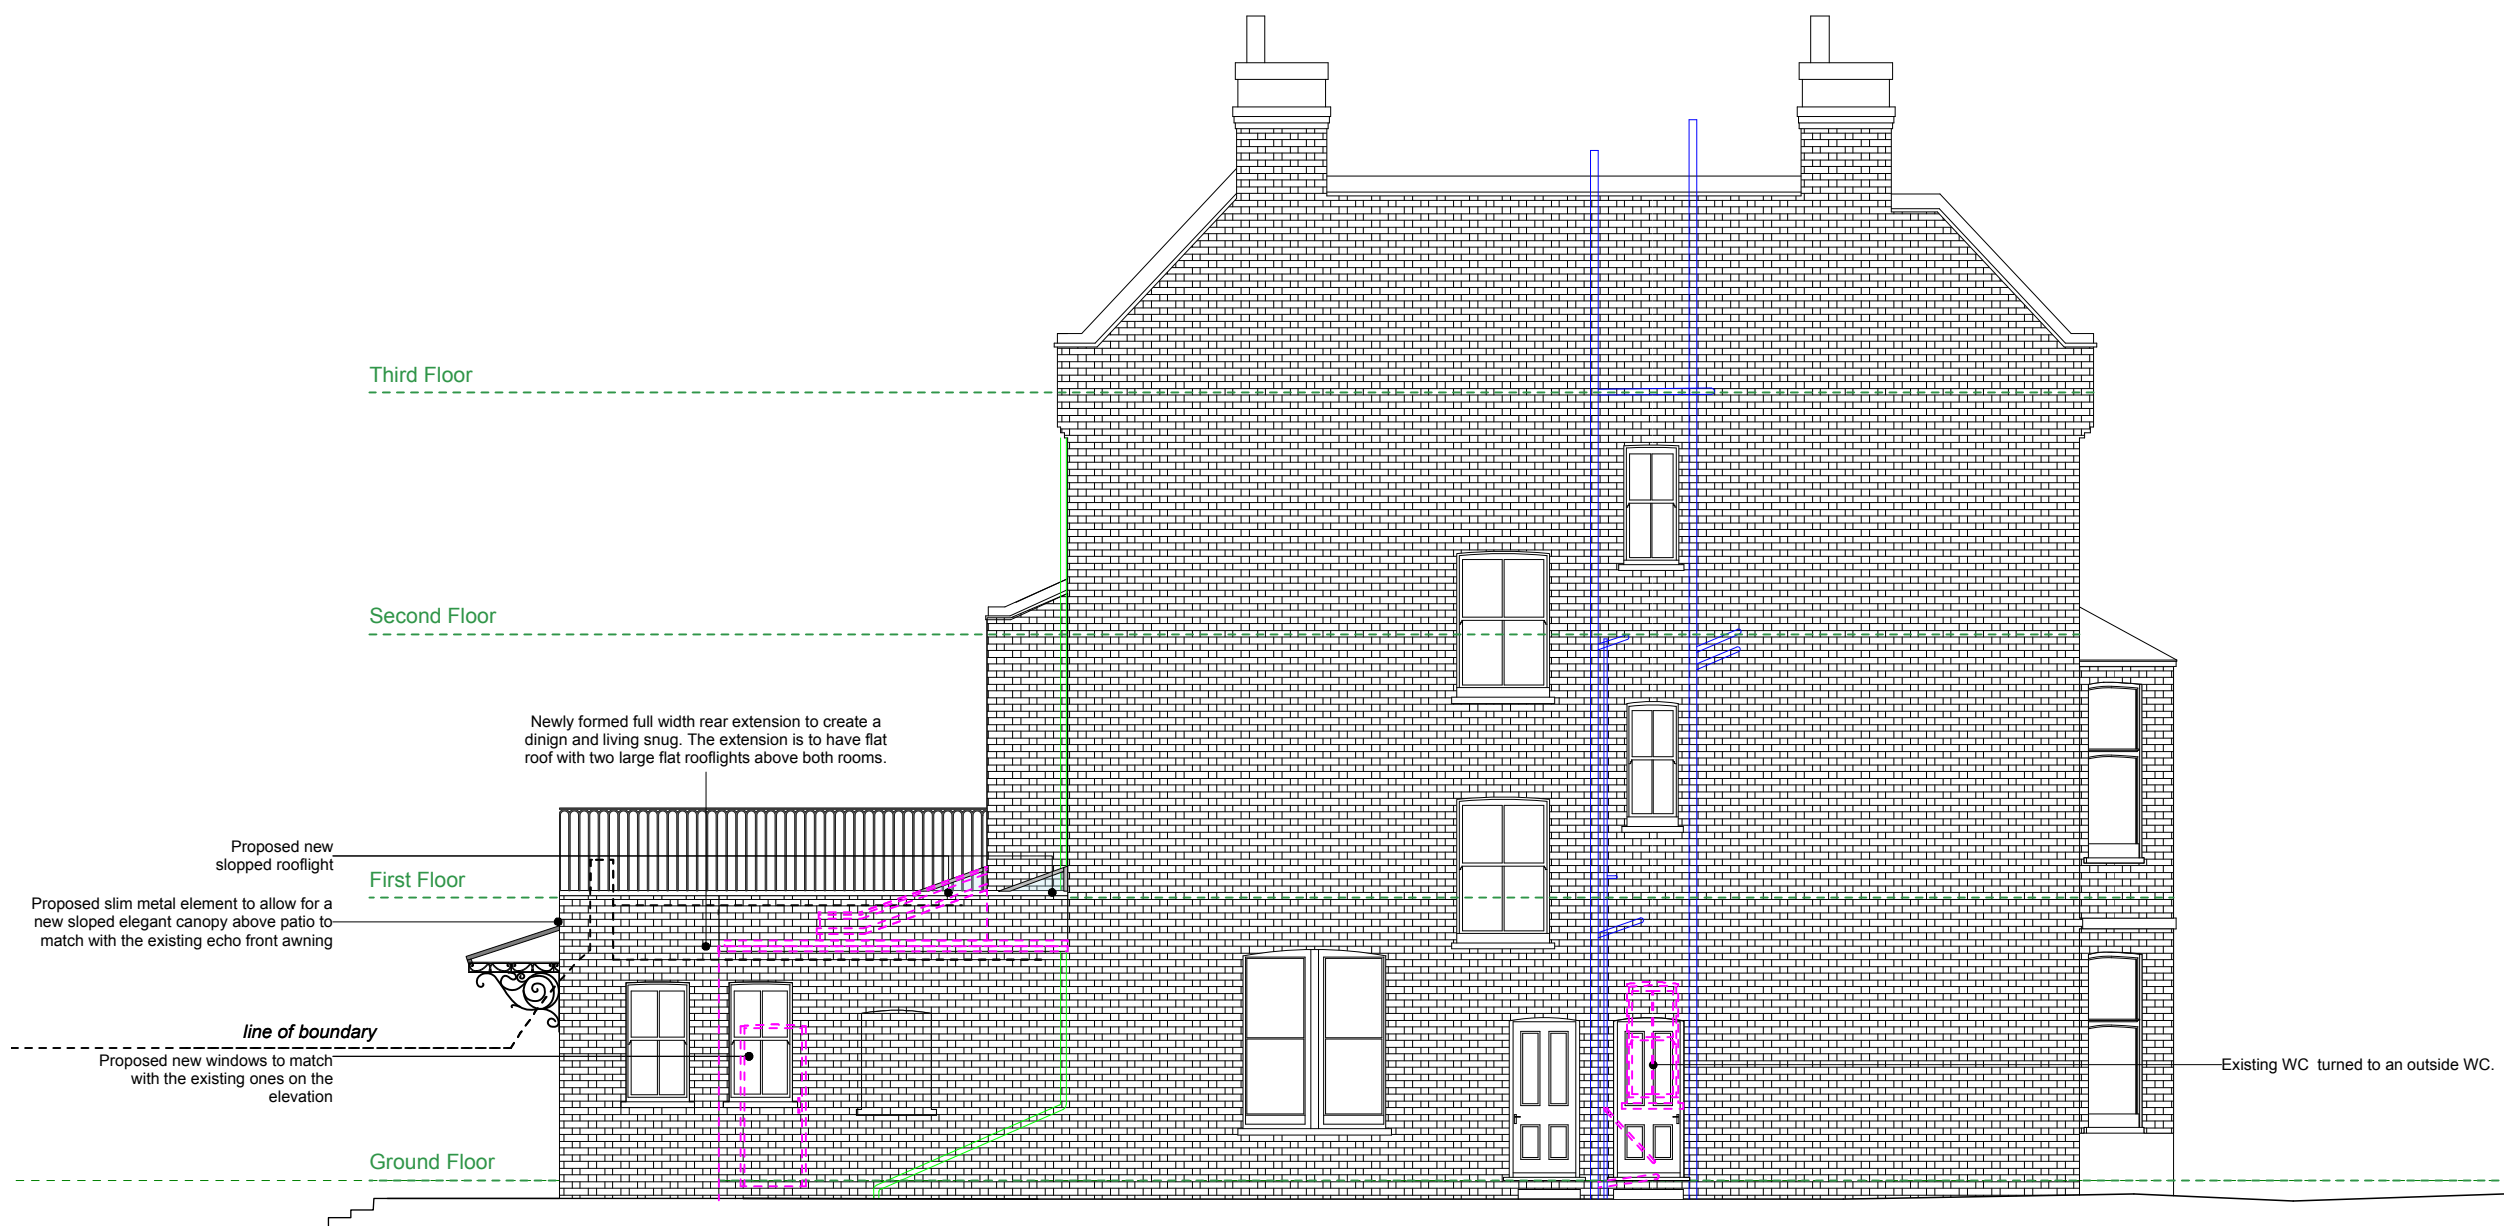 Third Floor
Second Floor
Newly formed full width rear extension to create a
dinign and living snug. The extension is to have flat
roof with two large flat rooflights above both rooms.
Proposed new
slopped rooflight
First Floor
Proposed slim metal element to allow for a
new sloped elegant canopy above patio to
match with the existing echo front awning
line of boundary
Proposed new windows to match
with the existing ones on the
elevation
Existing WC turned to an outside WC.
Ground Floor